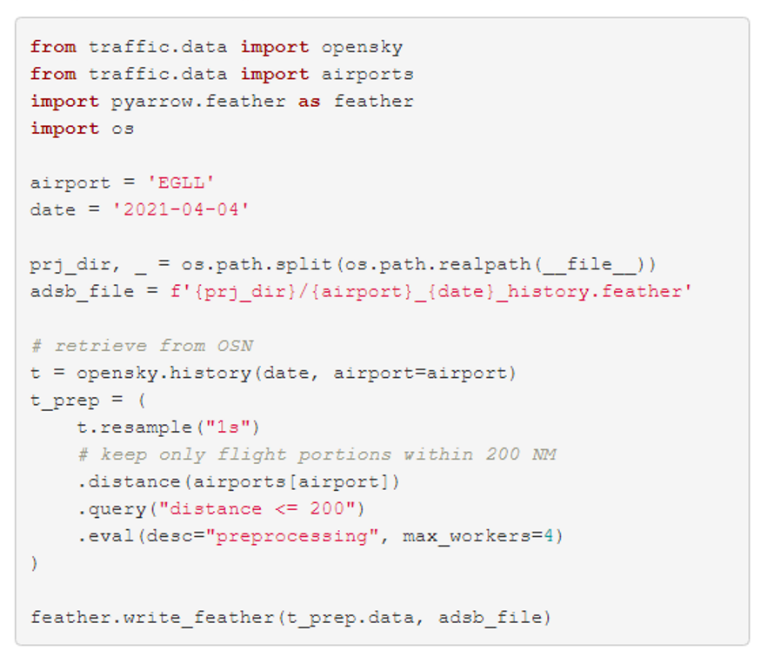 from traffic.data import opensky
from traffic.data import airports
import pyarrow.feather as feather
import os

airport = 'EGLL'
date = '2021-04-04'

prj_dir, _ = os.path.split(os.path.realpath(__file__))
adsb_file = f'{prj_dir}/{airport}_{date}_history.feather'

# retrieve from OSN
t = opensky.history(date, airport=airport)
t_prep = (
    t.resample("1s")
    # keep only flight portions within 200 NM
    .distance(airports[airport])
    .query("distance <= 200")
    .eval(desc="preprocessing", max_workers=4)
)

feather.write_feather(t_prep.data, adsb_file)